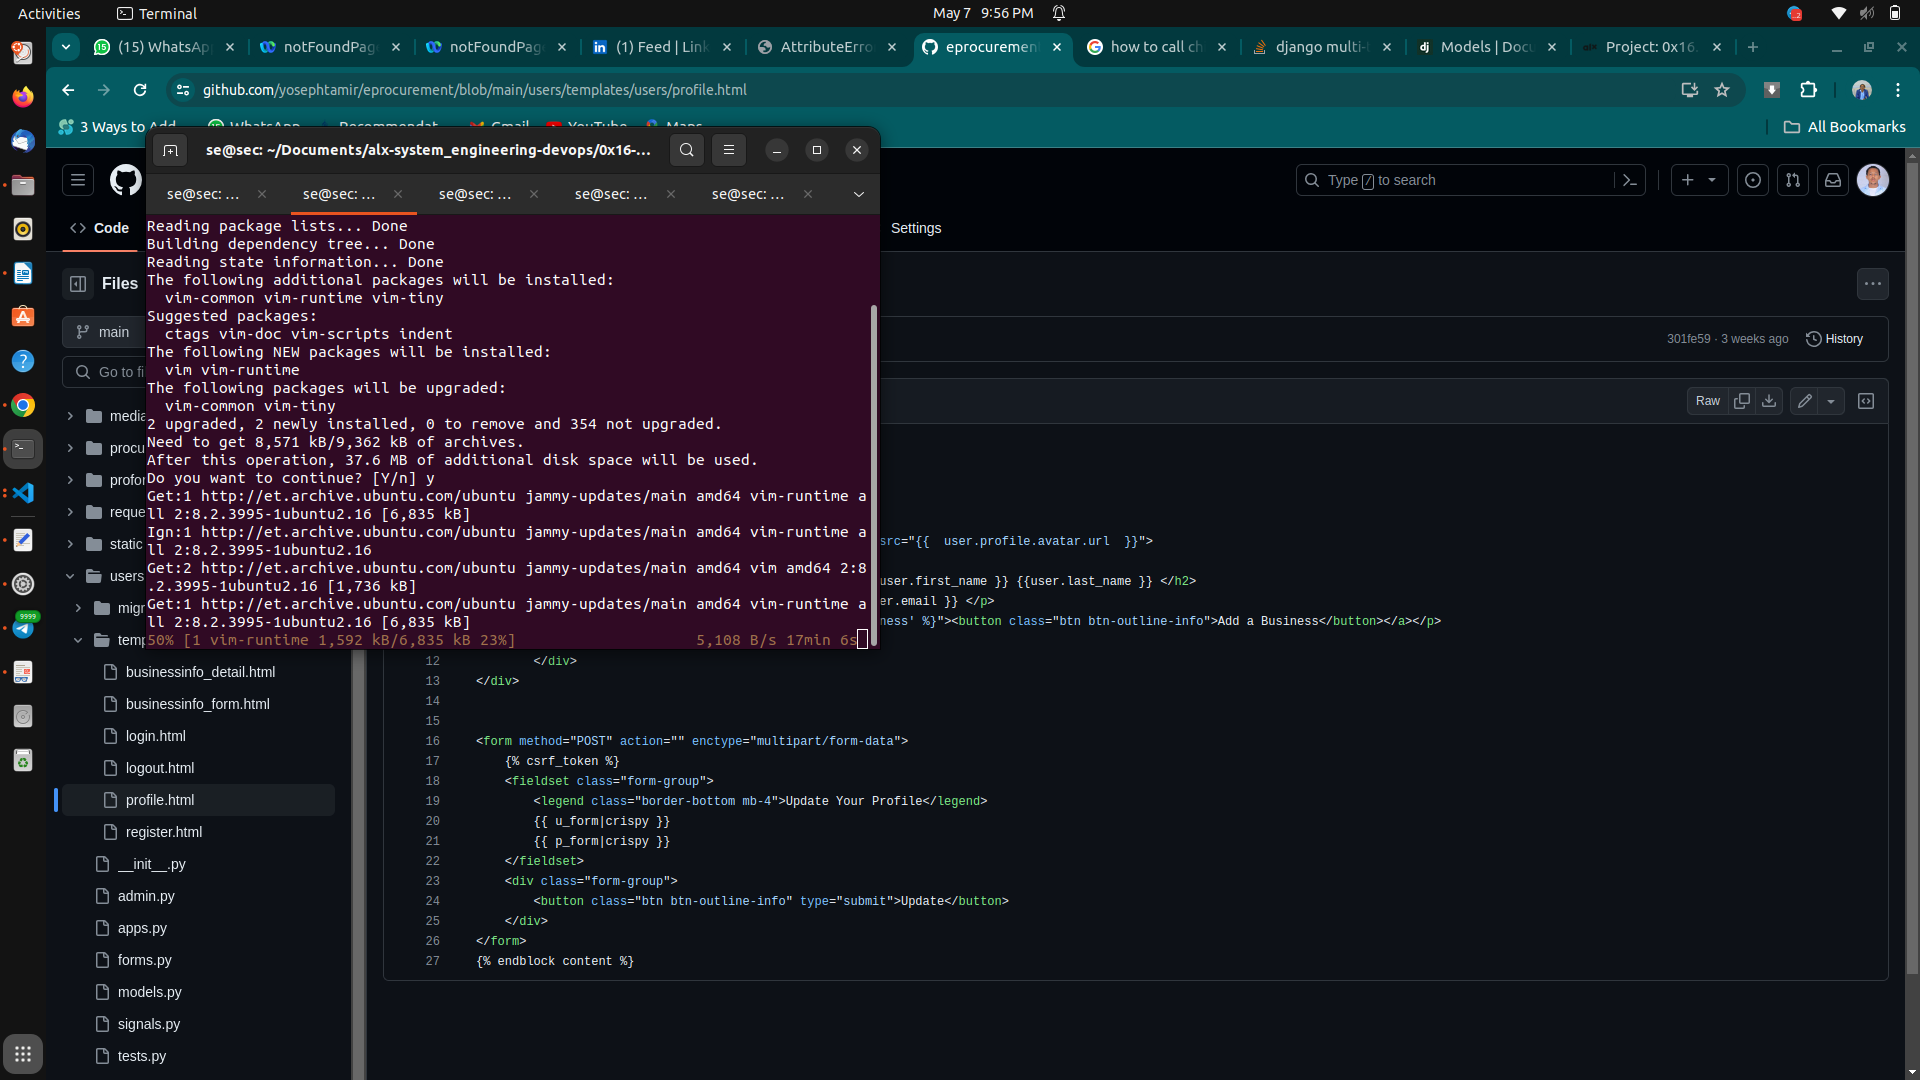 Activities Terminal May 7 9:56 PM
(15) WhatsAp notFoundPag notFoundPag (1) Feed | Link AttributeErro eprocuremen how to call ch django multi- Models | Docu Project: 0x16.
github.com/yosephtamir/eprocurement/blob/main/users/templates/users/profile.html
3 Ways to Add WhatsApp Recommendat Gmail YouTube Maps All Bookmarks
se@sec: ~/Documents/alx-system_engineering-devops/0x16-...
se@sec: ... se@sec: ... se@sec: ... se@sec: ... se@sec: ...
Reading package lists... Done
Building dependency tree... Done
Reading state information... Done
The following additional packages will be installed:
vim-common vim-runtime vim-tiny
Suggested packages:
ctags vim-doc vim-scripts indent
The following NEW packages will be installed:
vim vim-runtime
The following packages will be upgraded:
vim-common vim-tiny
2 upgraded, 2 newly installed, 0 to remove and 354 not upgraded.
Need to get 8,571 kB/9,362 kB of archives.
After this operation, 37.6 MB of additional disk space will be used.
Do you want to continue? [Y/n] y
Get:1 http://et.archive.ubuntu.com/ubuntu jammy-updates/main amd64 vim-runtime a
ll 2:8.2.3995-1ubuntu2.16 [6,835 kB]
Ign:1 http://et.archive.ubuntu.com/ubuntu jammy-updates/main amd64 vim-runtime a
ll 2:8.2.3995-1ubuntu2.16
Get:2 http://et.archive.ubuntu.com/ubuntu jammy-updates/main amd64 vim amd64 2:8
.2.3995-1ubuntu2.16 [1,736 kB]
Get:1 http://et.archive.ubuntu.com/ubuntu jammy-updates/main amd64 vim-runtime a
ll 2:8.2.3995-1ubuntu2.16 [6,835 kB]
50% [1 vim-runtime 1,592 kB/6,835 kB 23%] 5,108 B/s 17min 6s
Type / to search
Code Settings
Files
main
Go to fi
media
procu
profor
reque
static
users
migr
temp
businessinfo_detail.html
businessinfo_form.html
login.html
logout.html
profile.html
register.html
__init__.py
admin.py
apps.py
forms.py
models.py
signals.py
tests.py
9999
301fe59 · 3 weeks ago History
Raw
src="{{  user.profile.avatar.url  }}">
user.first_name }} {{user.last_name }} </h2>
er.email }} </p>
ness' %}"><button class="btn btn-outline-info">Add a Business</button></a></p>
12 </div>
13 </div>
14
15
16 <form method="POST" action="" enctype="multipart/form-data">
17 {% csrf_token %}
18 <fieldset class="form-group">
19 <legend class="border-bottom mb-4">Update Your Profile</legend>
20 {{ u_form|crispy }}
21 {{ p_form|crispy }}
22 </fieldset>
23 <div class="form-group">
24 <button class="btn btn-outline-info" type="submit">Update</button>
25 </div>
26 </form>
27 {% endblock content %}